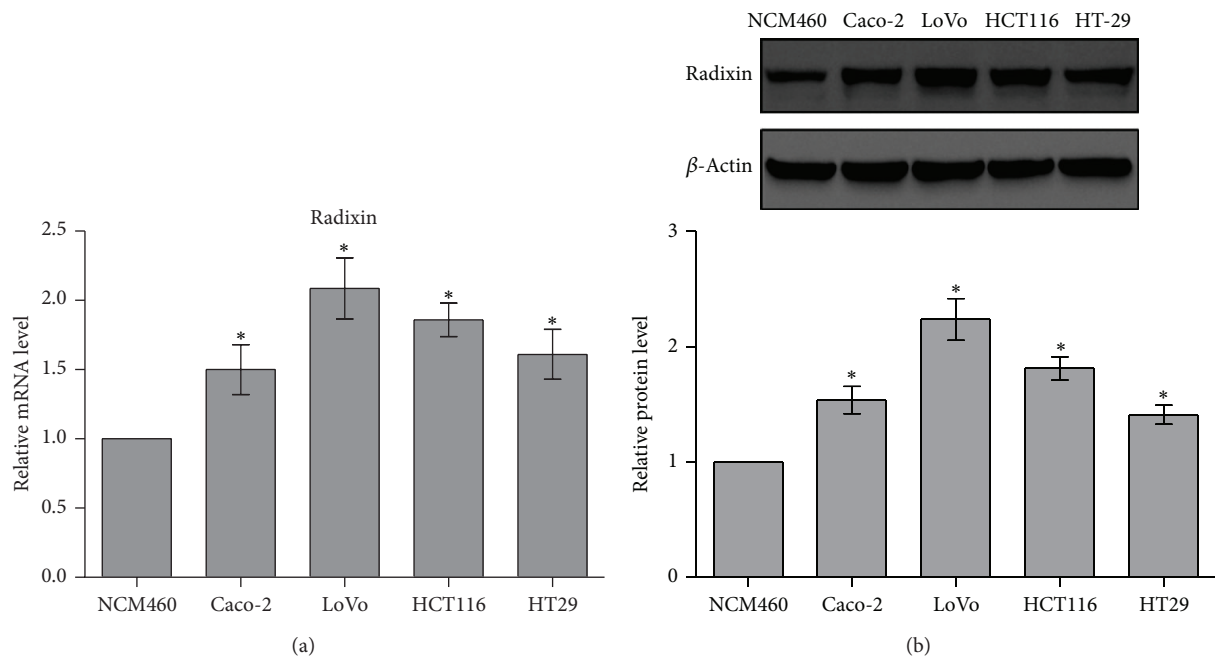 Radixin
Relative mRNA level
2.5
2.0
1.5
1.0
0.5
0.0
*
*
*
*
NCM460 Caco-2 LoVo HCT116 HT29
(a)
NCM460 Caco-2 LoVo HCT116 HT-29
Radixin
β-Actin
Relative protein level
3
2
1
0
*
*
*
*
NCM460 Caco-2 LoVo HCT116 HT29
(b)